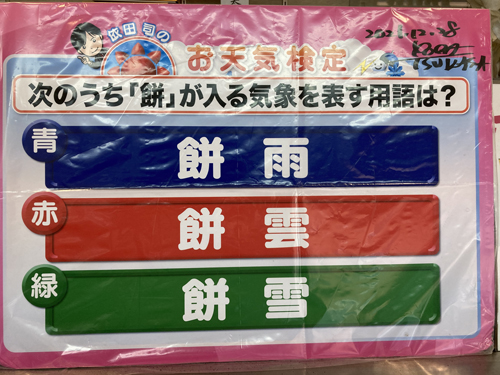 依田司の
お天気検定
次のうち「餅」が入る気象を表す用語は？
青
餅雨
赤
餅雲
緑
餅雪